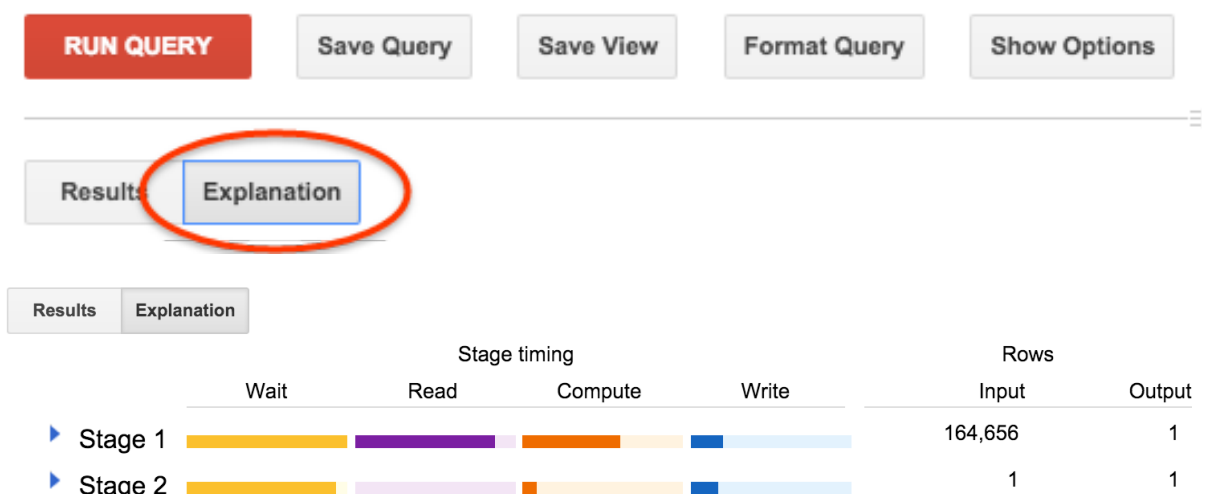 RUN QUERY Save Query Save View Format Query Show Options
Results Explanation
Results Explanation
Stage timing Rows
Wait Read Compute Write Input Output
Stage 1 164,656 1
Stage 2 1 1